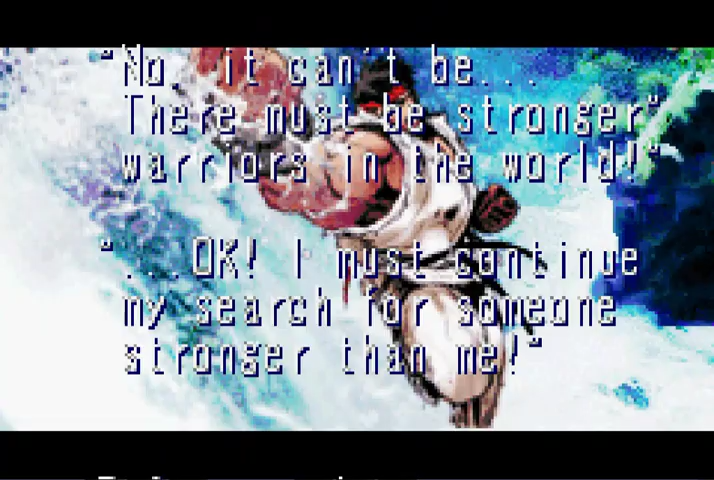 "No, it can't be...
There must be stronger"
warriors in the world!"
"...OK! I must continue
my search for someone
stronger than me!"